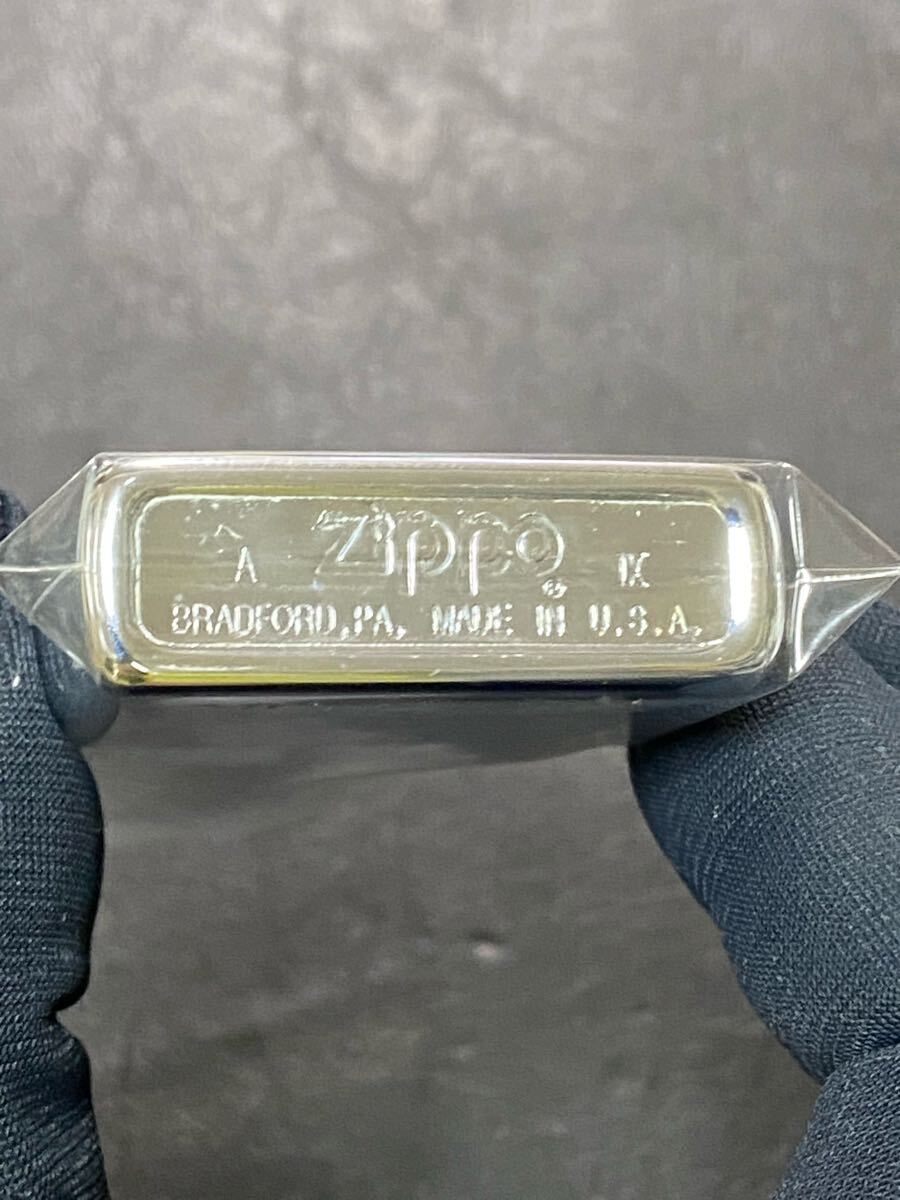 A Zippo ® IX
BRADFORD, PA. MADE IN U.S.A.